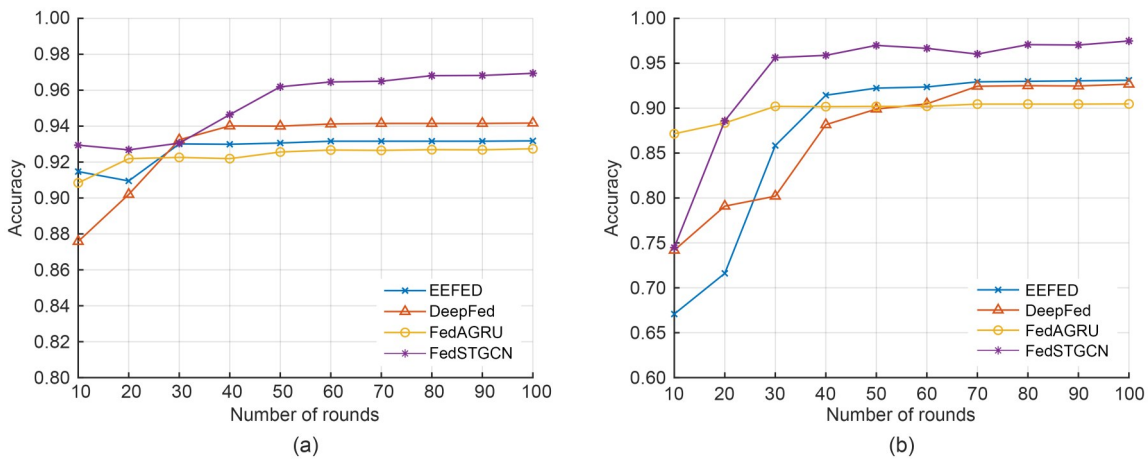 1.00
0.98
0.96
0.94
0.92
0.90
0.88
0.86
0.84
0.82
0.80
Accuracy
10 20 30 40 50 60 70 80 90 100
Number of rounds
EEFED
DeepFed
FedAGRU
FedSTGCN
(a)
1.00
0.95
0.90
0.85
0.80
0.75
0.70
0.65
0.60
Accuracy
10 20 30 40 50 60 70 80 90 100
Number of rounds
EEFED
DeepFed
FedAGRU
FedSTGCN
(b)